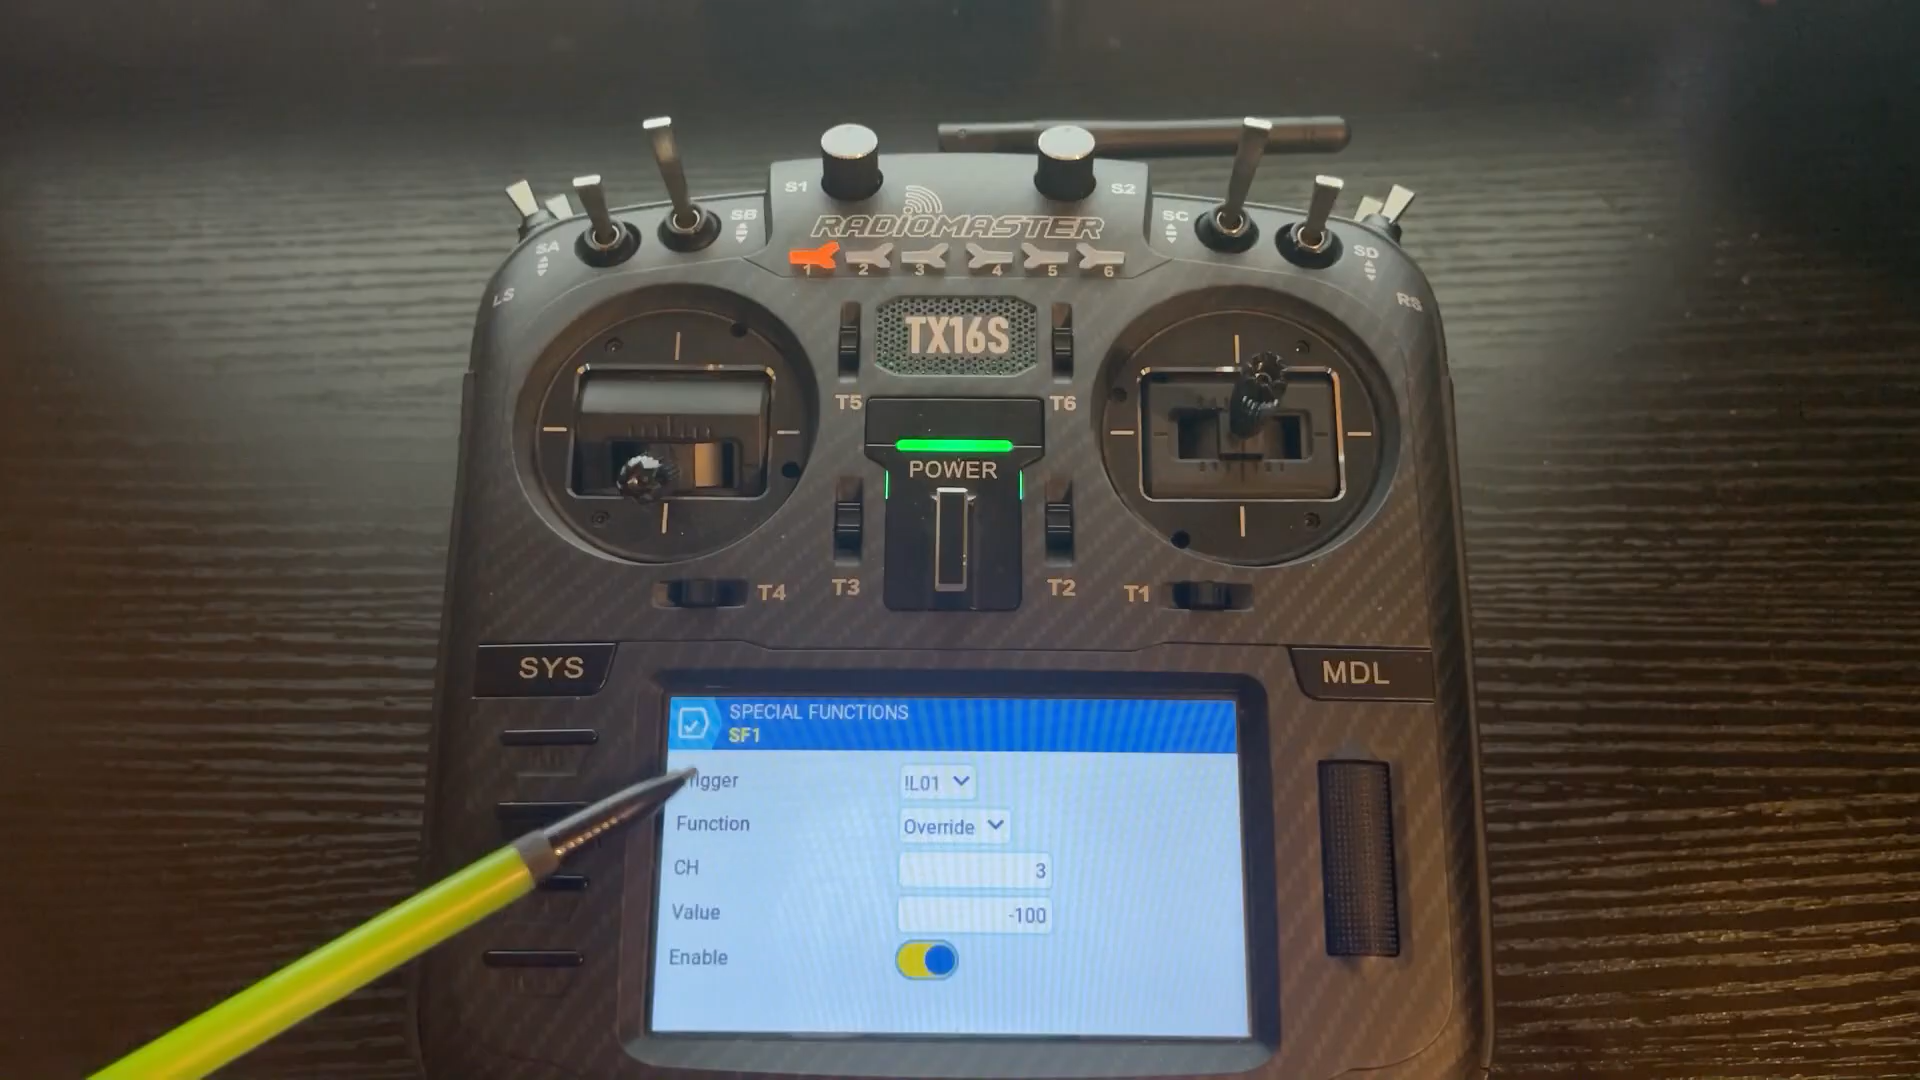 S1
S2
SB
SC
SA
SD
RADIOMASTER
1 2 3 4 5 6
LS
RS
TX16S
T5
T6
POWER
T4
T3
T2
T1
SYS
MDL
SPECIAL FUNCTIONS
SF1
Trigger !L01
Function Override
CH 3
Value -100
Enable